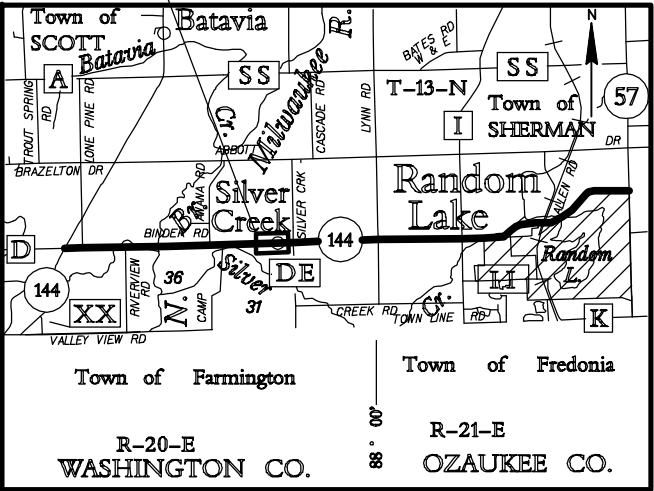 Town of
SCOTT
Batavia
Batavia
R.
N
BATES RD
W & E
A
SS
SS
57
T-13-N
Town of
SHERMAN
TROUT SPRING
RD
LONE PINE RD
Cr.
Milwaukee
CASCADE RD
LYNN RD
I
DR
ABBOT
BRAZELTON DR
Random
Lake
ALLEN RD
Silver
Creek
SILVER CRK
Br.
BINDER RD
D
144
144
Random
L.
36
Silver
31
DE
LL
RIVERVIEW
RD
N.
CAMP
XX
Cr.
CREEK RD
TOWN LINE RD
K
VALLEY VIEW RD
Town of Farmington
Town of Fredonia
88° 00'
R-20-E
R-21-E
WASHINGTON CO.
OZAUKEE CO.